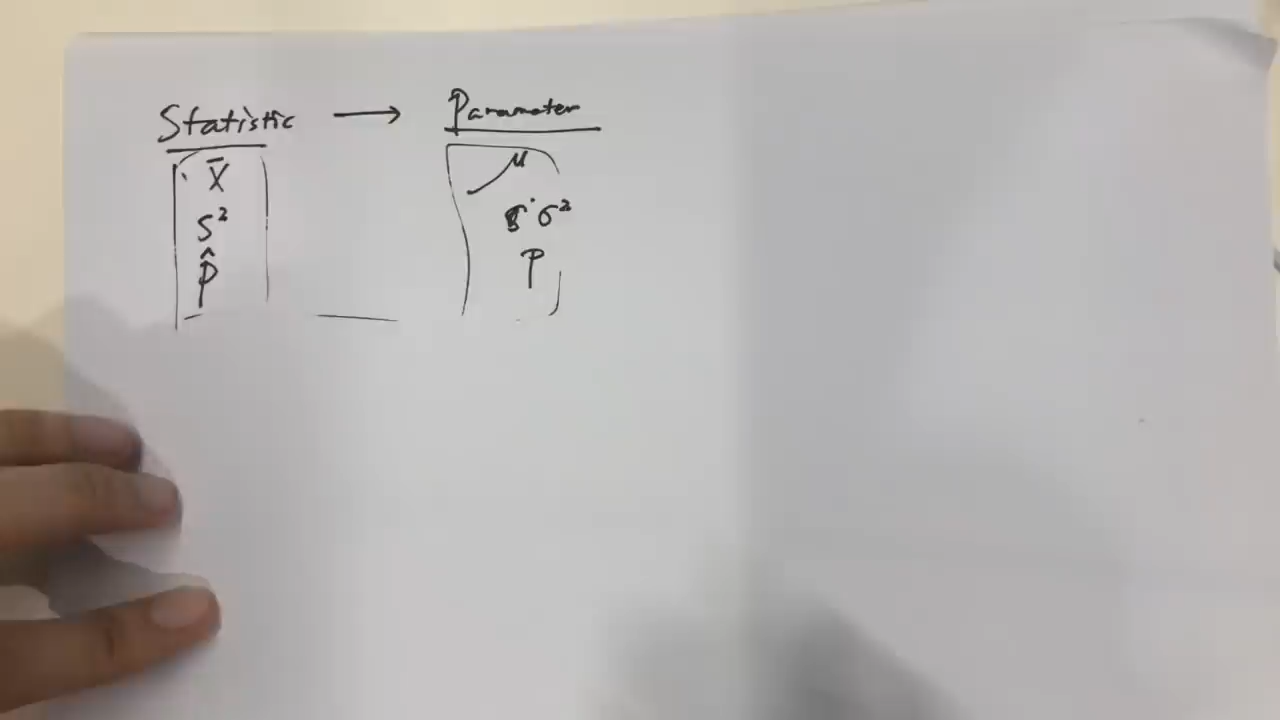 Statistic → Parameter
X̄ μ
S² σ²
p̂ P